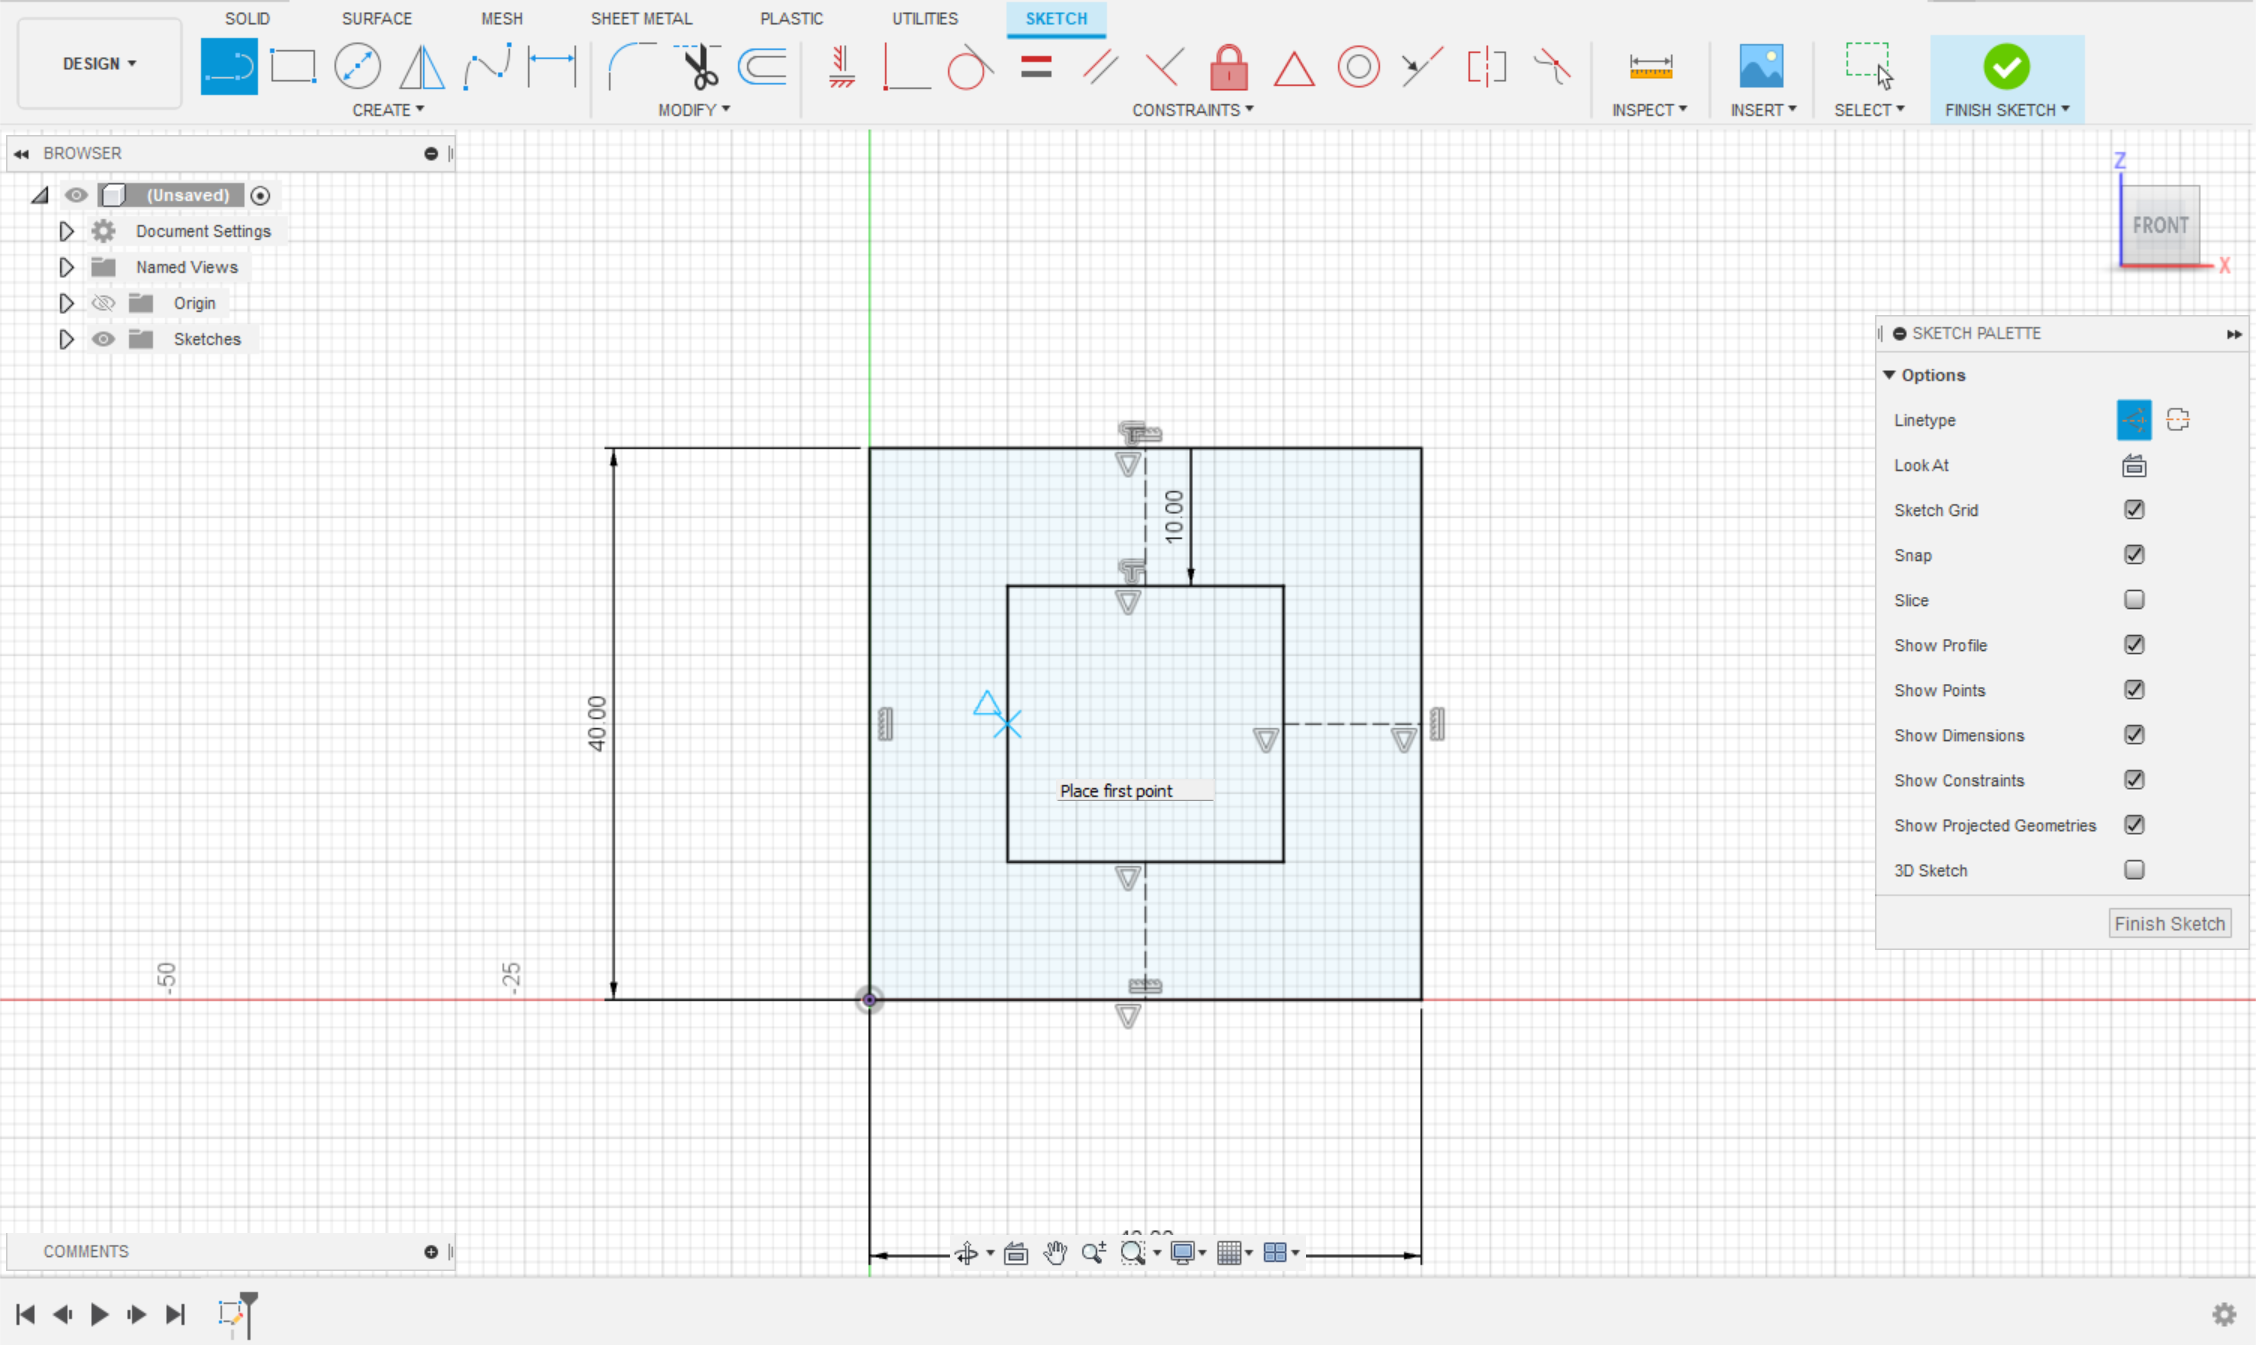 SOLID SURFACE MESH SHEET METAL PLASTIC UTILITIES SKETCH
DESIGN
CREATE MODIFY CONSTRAINTS INSPECT INSERT SELECT FINISH SKETCH
BROWSER
(Unsaved)
Document Settings
Named Views
Origin
Sketches
Z
FRONT
X
SKETCH PALETTE
Options
Linetype
Look At
Sketch Grid
Snap
Slice
Show Profile
Show Points
Show Dimensions
Show Constraints
Show Projected Geometries
3D Sketch
Finish Sketch
10.00
40.00
Place first point
-50
-25
COMMENTS